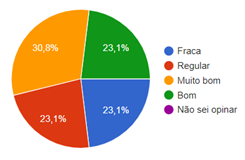 30,8%
23,1%
23,1%
23,1%
Fraca
Regular
Muito bom
Bom
Não sei opinar